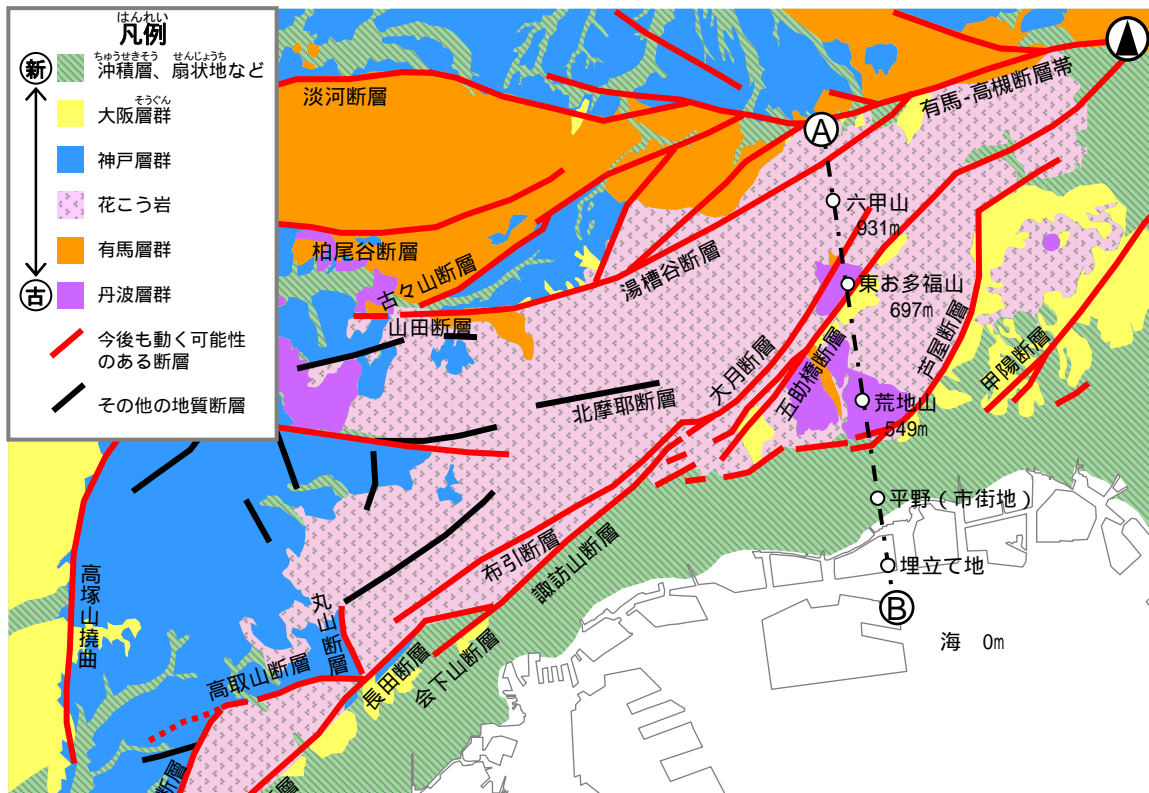 はんれい
凡例
新
ちゅうせきそう せんじょうち
沖積層、扇状地など
そうぐん
大阪層群
神戸層群
花こう岩
有馬層群
古
丹波層群
今後も動く可能性
のある断層
その他の地質断層
淡河断層
有馬-高槻断層帯
A
六甲山
931m
柏尾谷断層
古々山断層
湯槽谷断層
東お多福山
697m
山田断層
大月断層
五助橋断層
芦屋断層
甲陽断層
北摩耶断層
荒地山
549m
平野(市街地)
布引断層
諏訪山断層
埋立て地
高塚山撓曲
丸山断層
B
海 0m
高取山断層
長田断層
会下山断層
断層
断層